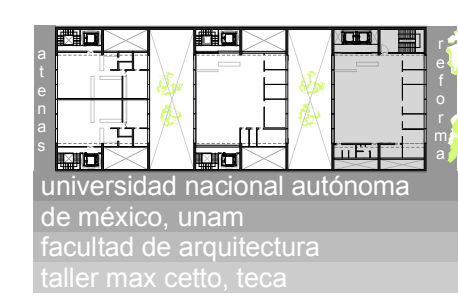 atenas
reforma
universidad nacional autónoma
de méxico, unam
facultad de arquitectura
taller max cetto, teca